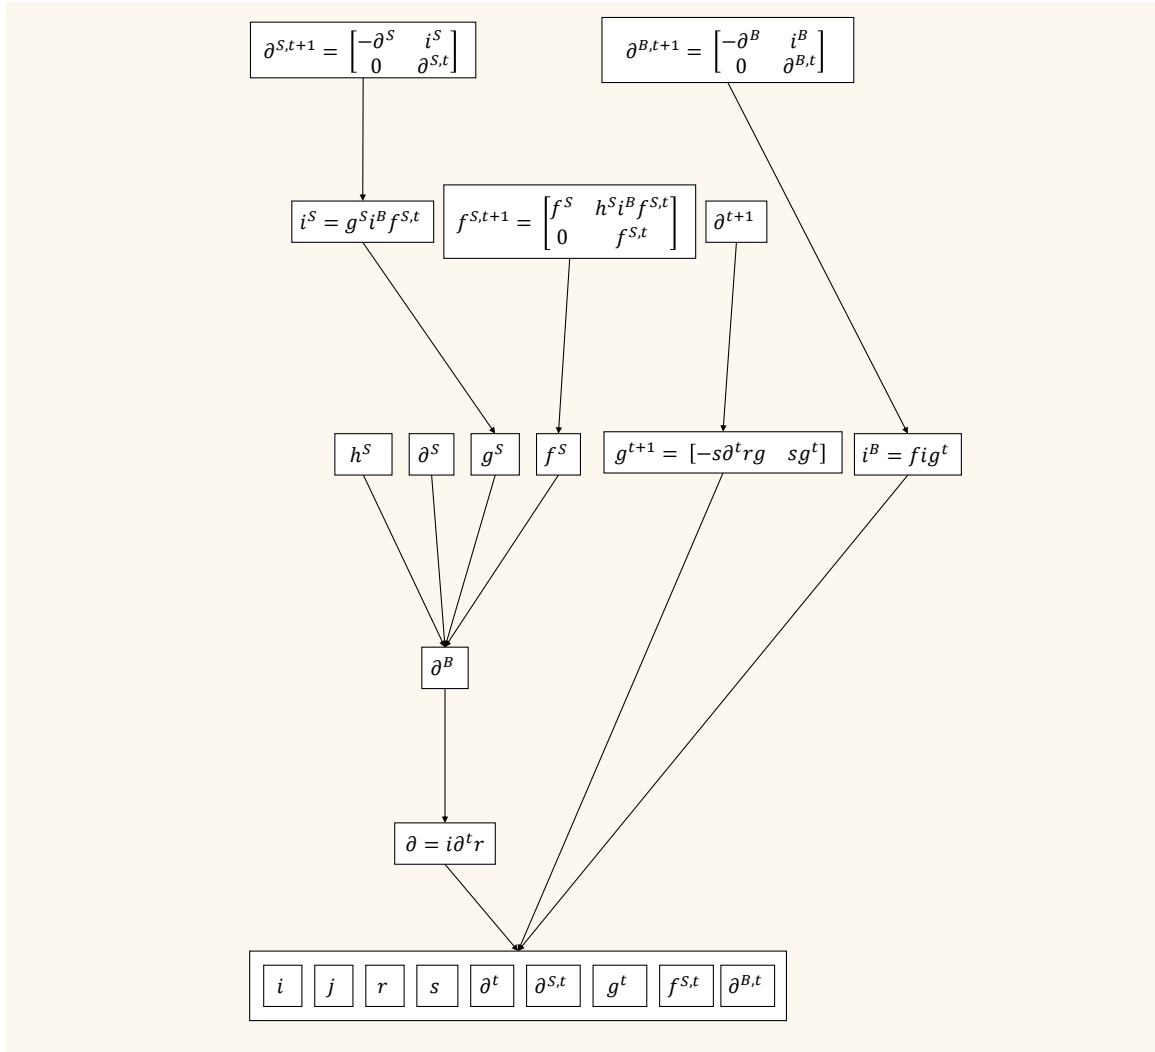 ∂^{S,t+1} = [−∂^S i^S; 0 ∂^{S,t}]
∂^{B,t+1} = [−∂^B i^B; 0 ∂^{B,t}]
i^S = g^S i^B f^{S,t}
f^{S,t+1} = [f^S h^S i^B f^{S,t}; 0 f^{S,t}]
∂^{t+1}
h^S
∂^S
g^S
f^S
g^{t+1} = [−s∂^t rg sg^t]
i^B = fig^t
∂^B
∂ = i∂^t r
i
j
r
s
∂^t
∂^{S,t}
g^t
f^{S,t}
∂^{B,t}